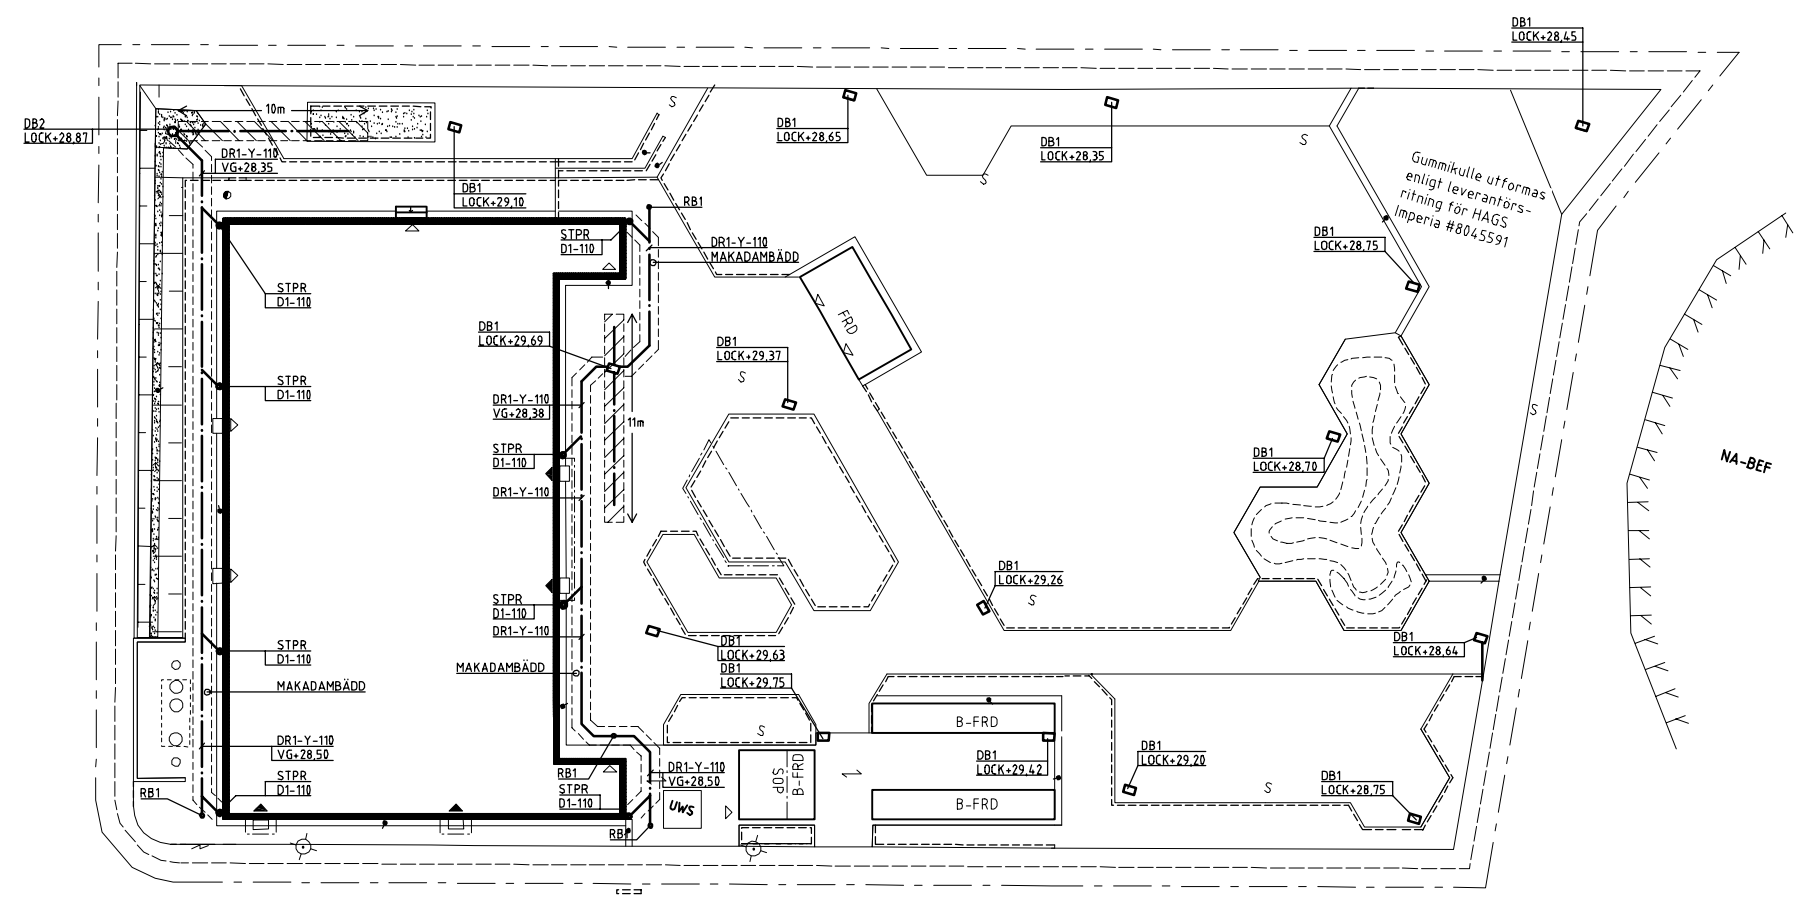 DB1
LOCK+28,45
10m
S
DB2
LOCK+28,87
DB1
LOCK+28,65
DB1
LOCK+28,35
S
DR1-Y-110
VG+28,35
S
Gummikulle utformas
enligt leverantörs-
ritning för HAGS
Imperia #8045591
DB1
LOCK+29,10
RB1
STPR
D1-110
DR1-Y-110
MAKADAMBÄDD
DB1
LOCK+28,75
STPR
D1-110
FRD
DB1
LOCK+29,69
DB1
LOCK+29,37
S
STPR
D1-110
DR1-Y-110
VG+28,38
11m
S
STPR
D1-110
DB1
LOCK+28,70
NA-BEF
DR1-Y-110
DB1
LOCK+29,26
S
STPR
D1-110
DR1-Y-110
DB1
LOCK+29,63
DB1
LOCK+28,64
STPR
D1-110
MAKADAMBÄDD
DB1
LOCK+29,75
MAKADAMBÄDD
B-FRD
S
DR1-Y-110
VG+28,50
DB1
LOCK+29,42
DB1
LOCK+29,20
RB1
DR1-Y-110
VG+28,50
SOP
B-FRD
STPR
D1-110
STPR
D1-110
DB1
LOCK+28,75
S
RB1
UWS
B-FRD
RB1